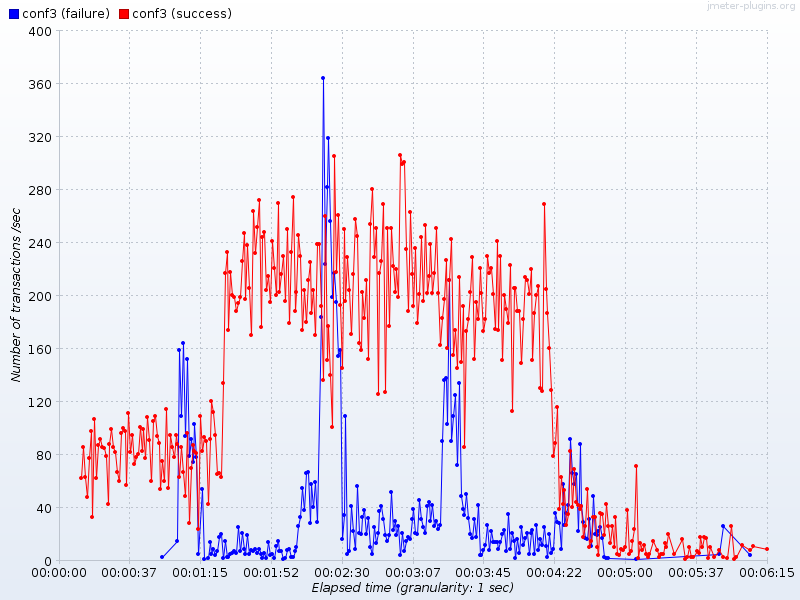 jmeter-plugins.org
conf3 (failure) conf3 (success)
400
360
320
280
240
200
160
120
80
40
0
Number of transactions /sec
00:00:00 00:00:37 00:01:15 00:01:52 00:02:30 00:03:07 00:03:45 00:04:22 00:05:00 00:05:37 00:06:15
Elapsed time (granularity: 1 sec)